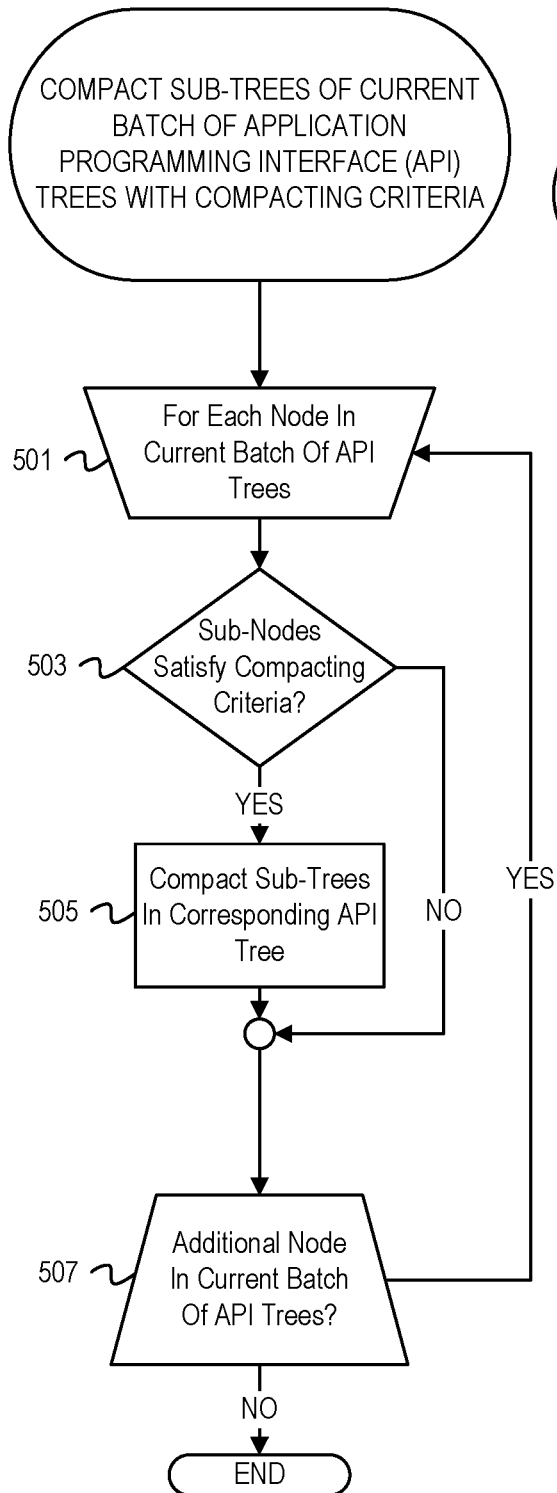 COMPACT SUB-TREES OF CURRENT
BATCH OF APPLICATION
PROGRAMMING INTERFACE (API)
TREES WITH COMPACTING CRITERIA
For Each Node In
Current Batch Of API
Trees
501
Sub-Nodes
Satisfy Compacting
Criteria?
503
YES
Compact Sub-Trees
In Corresponding API
Tree
505
NO
YES
Additional Node
In Current Batch
Of API Trees?
507
NO
END